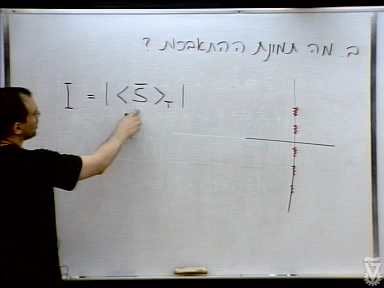 ב. מה תמונת ההתאבכות ?
I = | < S̄ >_T |